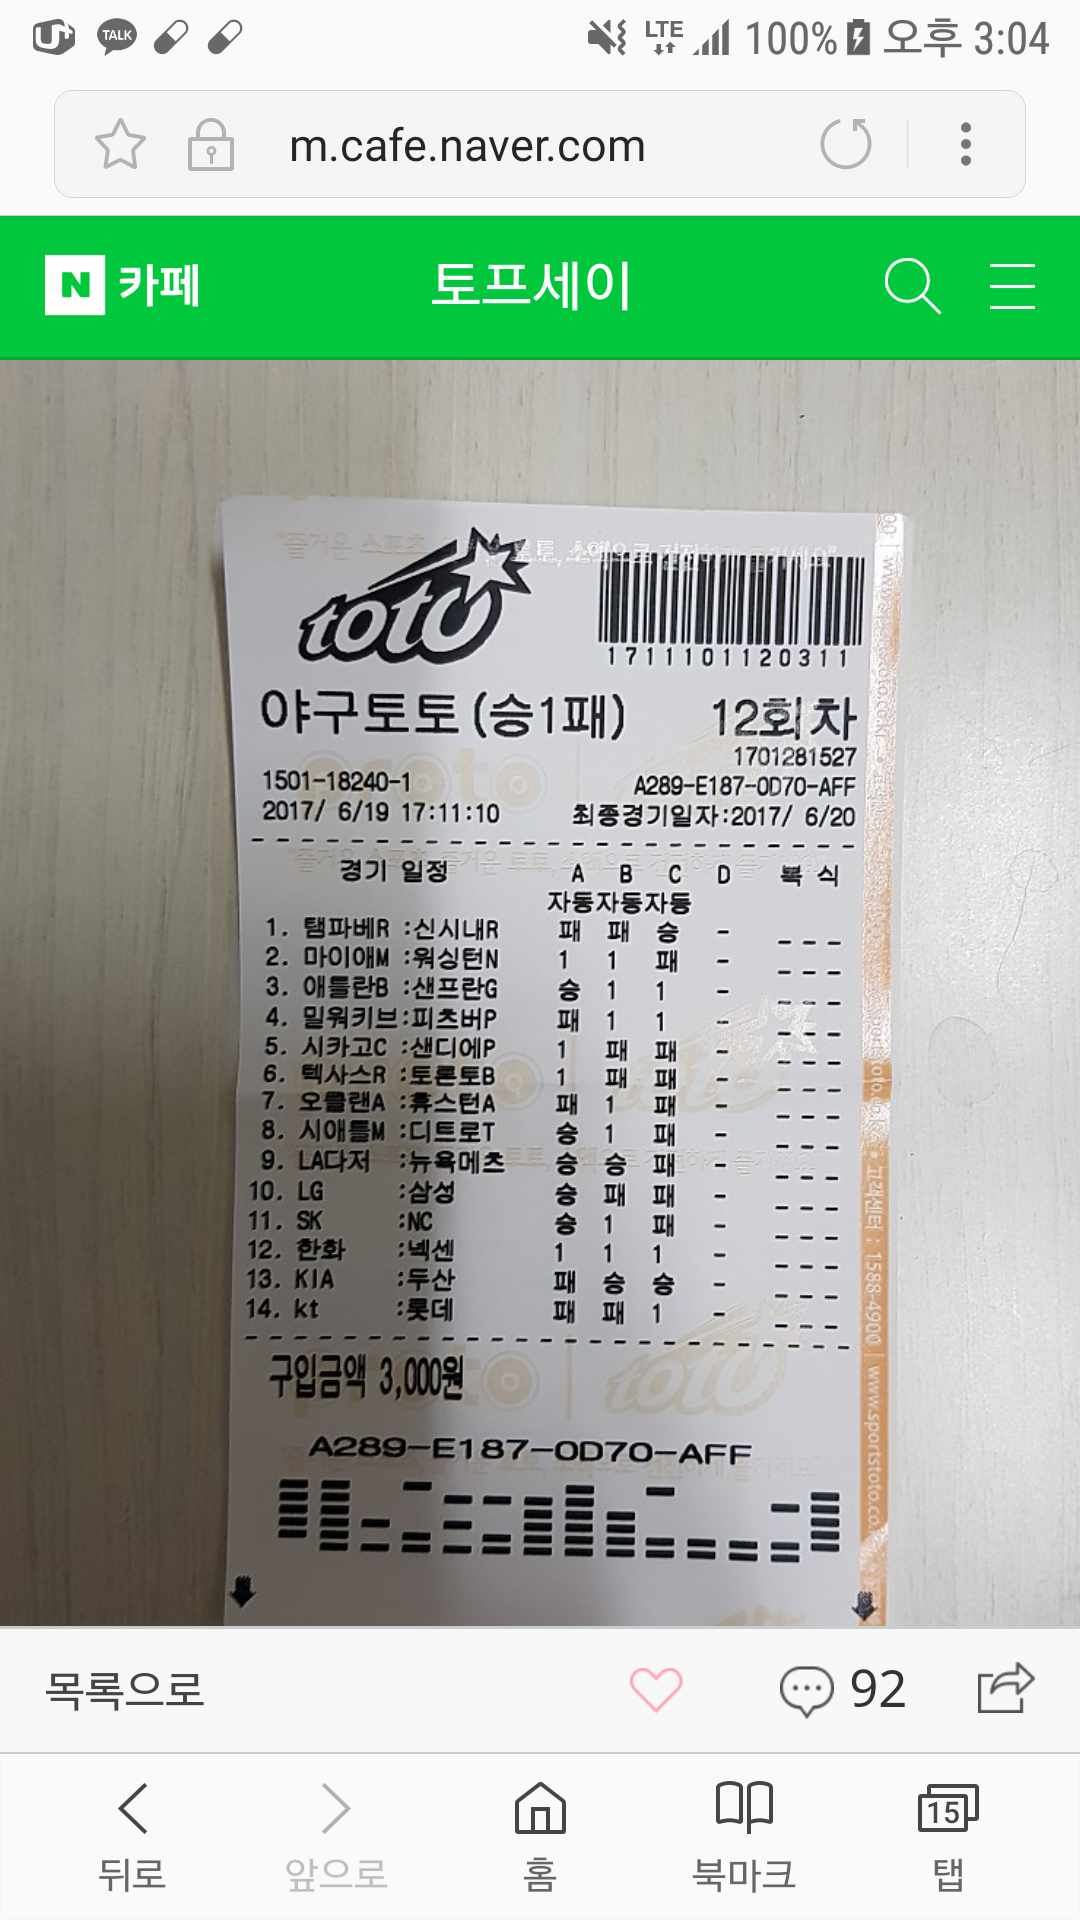 U+ TALK LTE 100% 오후 3:04
m.cafe.naver.com
N 카페 토프세이
toto
1711101120311
야구토토(승1패) 12회차
1701281527
1501-18240-1 A289-E187-0D70-AFF
2017/ 6/19 17:11:10 최종경기일자:2017/ 6/20
경기 일정 A B C D 복 식
자동자동자동
1. 탬파베R :신시내R 패 패 승 - - - -
2. 마이애M :워싱턴N 1 1 패 - - - -
3. 애틀란B :샌프란G 승 1 1 - - - -
4. 밀워키브:피츠버P 패 1 1 - - - -
5. 시카고C :샌디에P 1 패 패 - - - -
6. 텍사스R :토론토B 1 패 패 - - - -
7. 오클랜A :휴스턴A 패 1 패 - - - -
8. 시애틀M :디트로T 승 1 패 - - - -
9. LA다저 :뉴욕메츠 승 승 패 - - - -
10. LG :삼성 승 패 패 - - - -
11. SK :NC 승 1 패 - - - -
12. 한화 :넥센 1 1 1 - - - -
13. KIA :두산 패 승 승 - - - -
14. kt :롯데 패 패 1 - - - -
구입금액 3,000원
A289-E187-0D70-AFF
고객센터 : 1588-4900 | www.sportstoto.co
목록으로 92
뒤로 앞으로 홈 북마크 15 탭